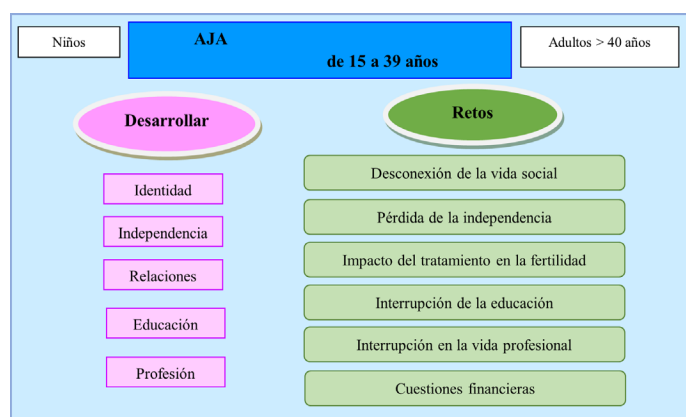 Niños
AJA
de 15 a 39 años
Adultos > 40 años
Desarrollar
Identidad
Independencia
Relaciones
Educación
Profesión
Retos
Desconexión de la vida social
Pérdida de la independencia
Impacto del tratamiento en la fertilidad
Interrupción de la educación
Interrupción en la vida profesional
Cuestiones financieras